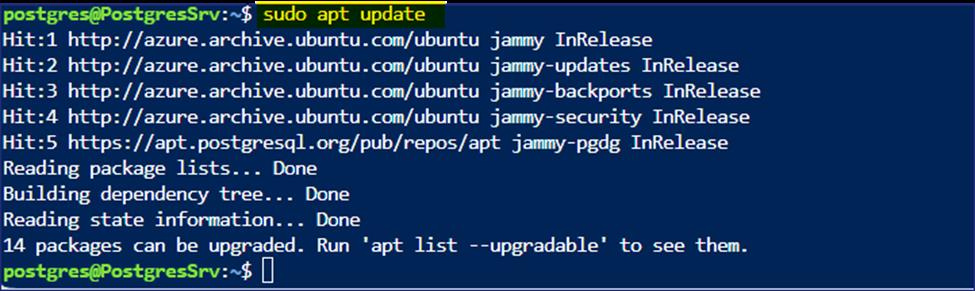 postgres@PostgresSrv:~$ sudo apt update
Hit:1 http://azure.archive.ubuntu.com/ubuntu jammy InRelease
Hit:2 http://azure.archive.ubuntu.com/ubuntu jammy-updates InRelease
Hit:3 http://azure.archive.ubuntu.com/ubuntu jammy-backports InRelease
Hit:4 http://azure.archive.ubuntu.com/ubuntu jammy-security InRelease
Hit:5 https://apt.postgresql.org/pub/repos/apt jammy-pgdg InRelease
Reading package lists... Done
Building dependency tree... Done
Reading state information... Done
14 packages can be upgraded. Run 'apt list --upgradable' to see them.
postgres@PostgresSrv:~$